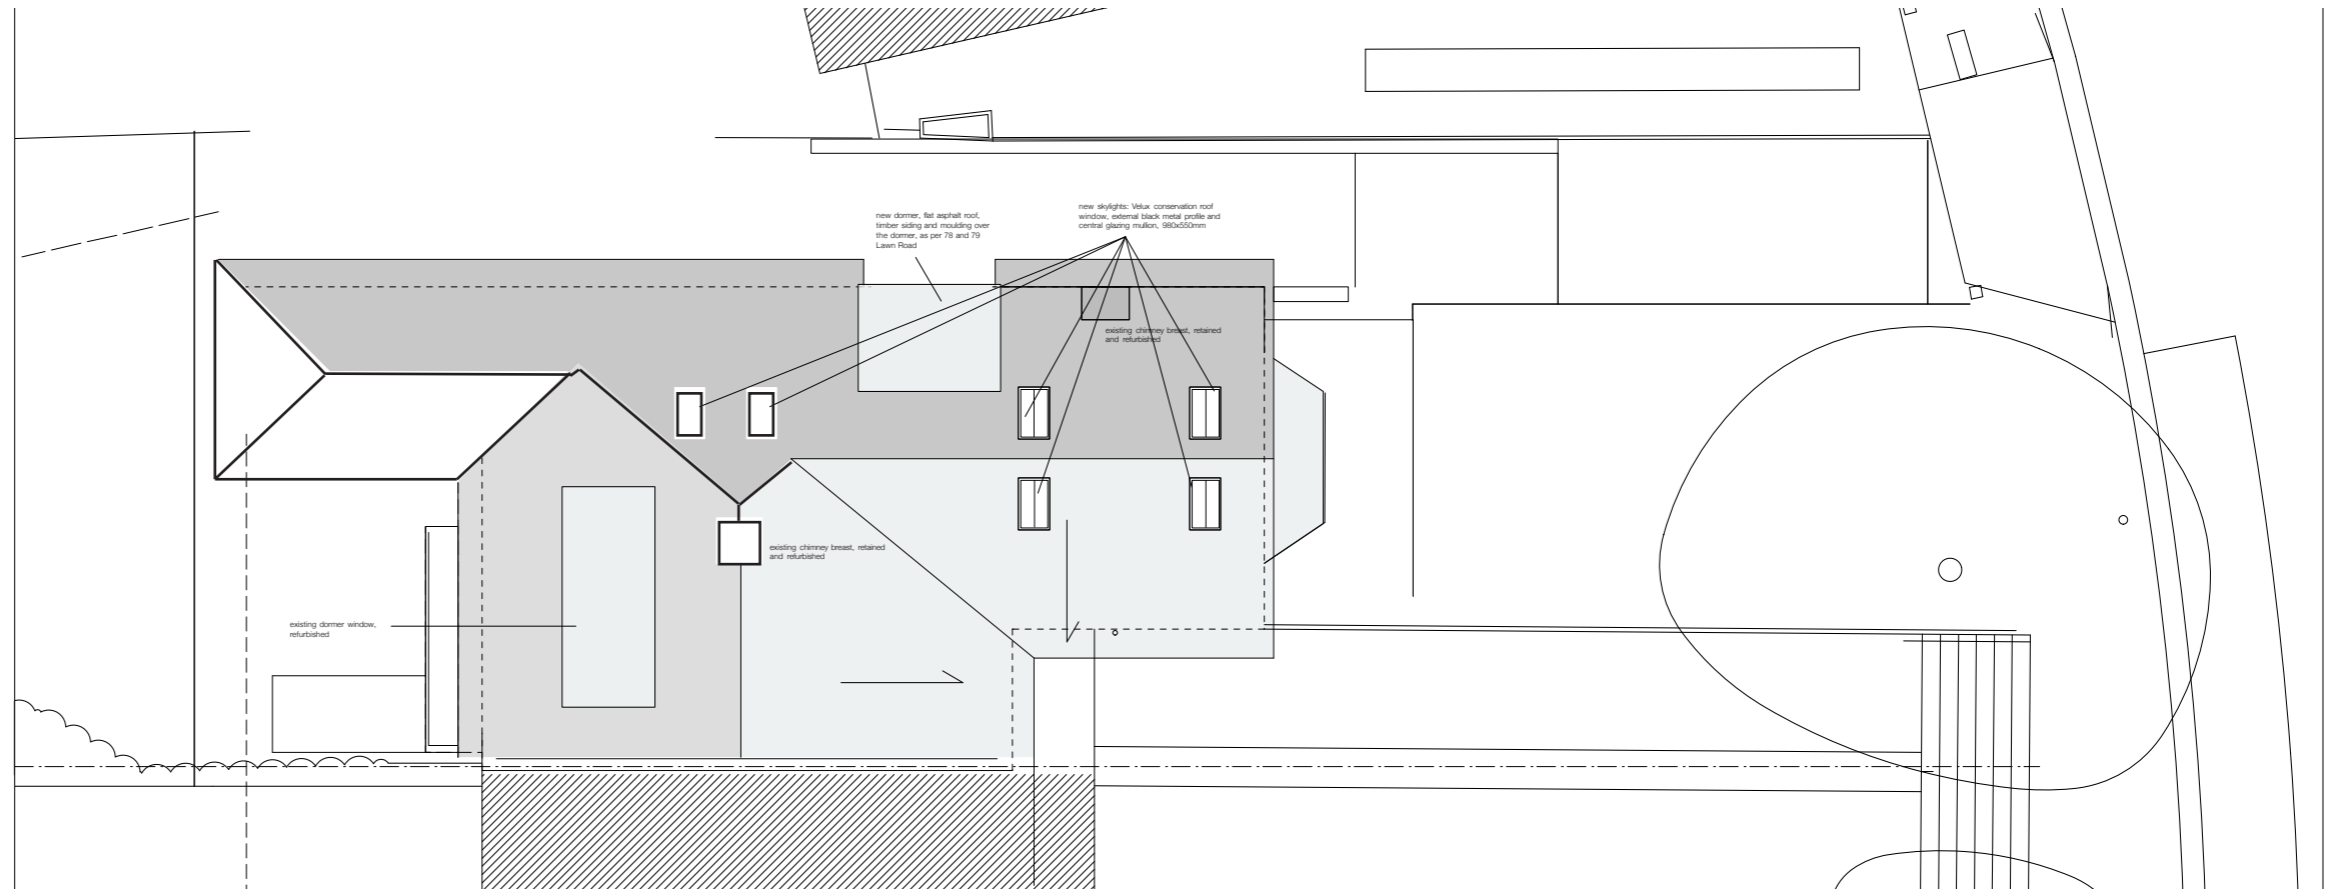 new skylights: Velux conservation roof
window, external black metal profile and
central glazing mullion, 980x550mm
new dormer, flat asphalt roof,
timber siding and moulding over
the dormer, as per 78 and 79
Lawn Road
existing chimney breast, retained
and refurbished
existing chimney breast, retained
and refurbished
existing dormer window,
refurbished